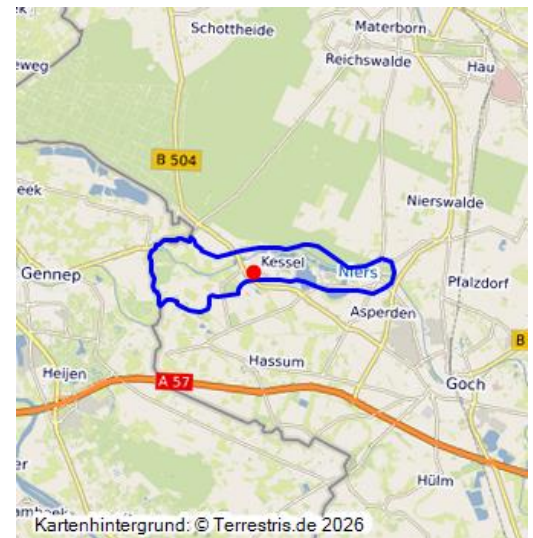 Schottheide
Materborn
Reichswalde
Hau
eweg
B 504
eek
Nierswalde
Kessel
Niers
Gennep
Pfalzdorf
Asperden
B
Heijen
Hassum
A 57
Goch
er
Hülm
Kartenhintergrund: © Terrestris.de 2026